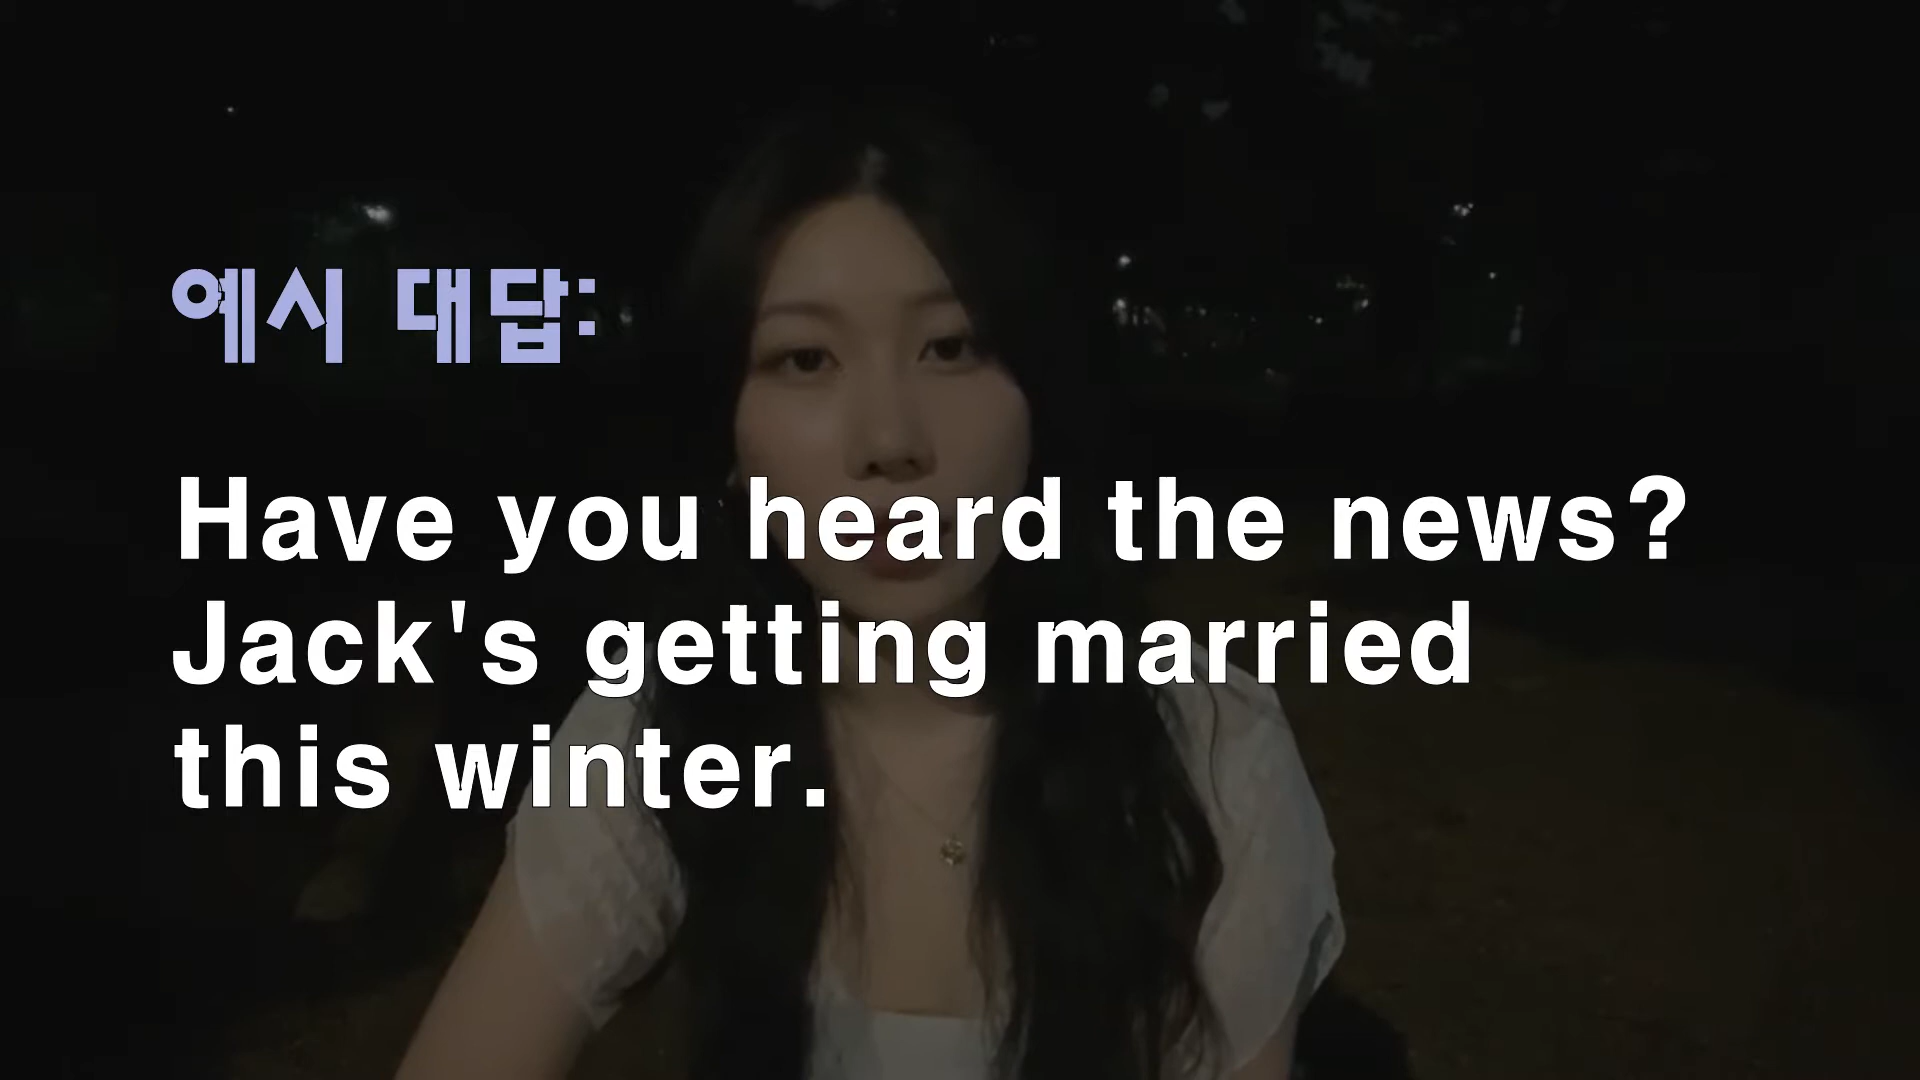 예시 대답:
Have you heard the news?
Jack's getting married
this winter.